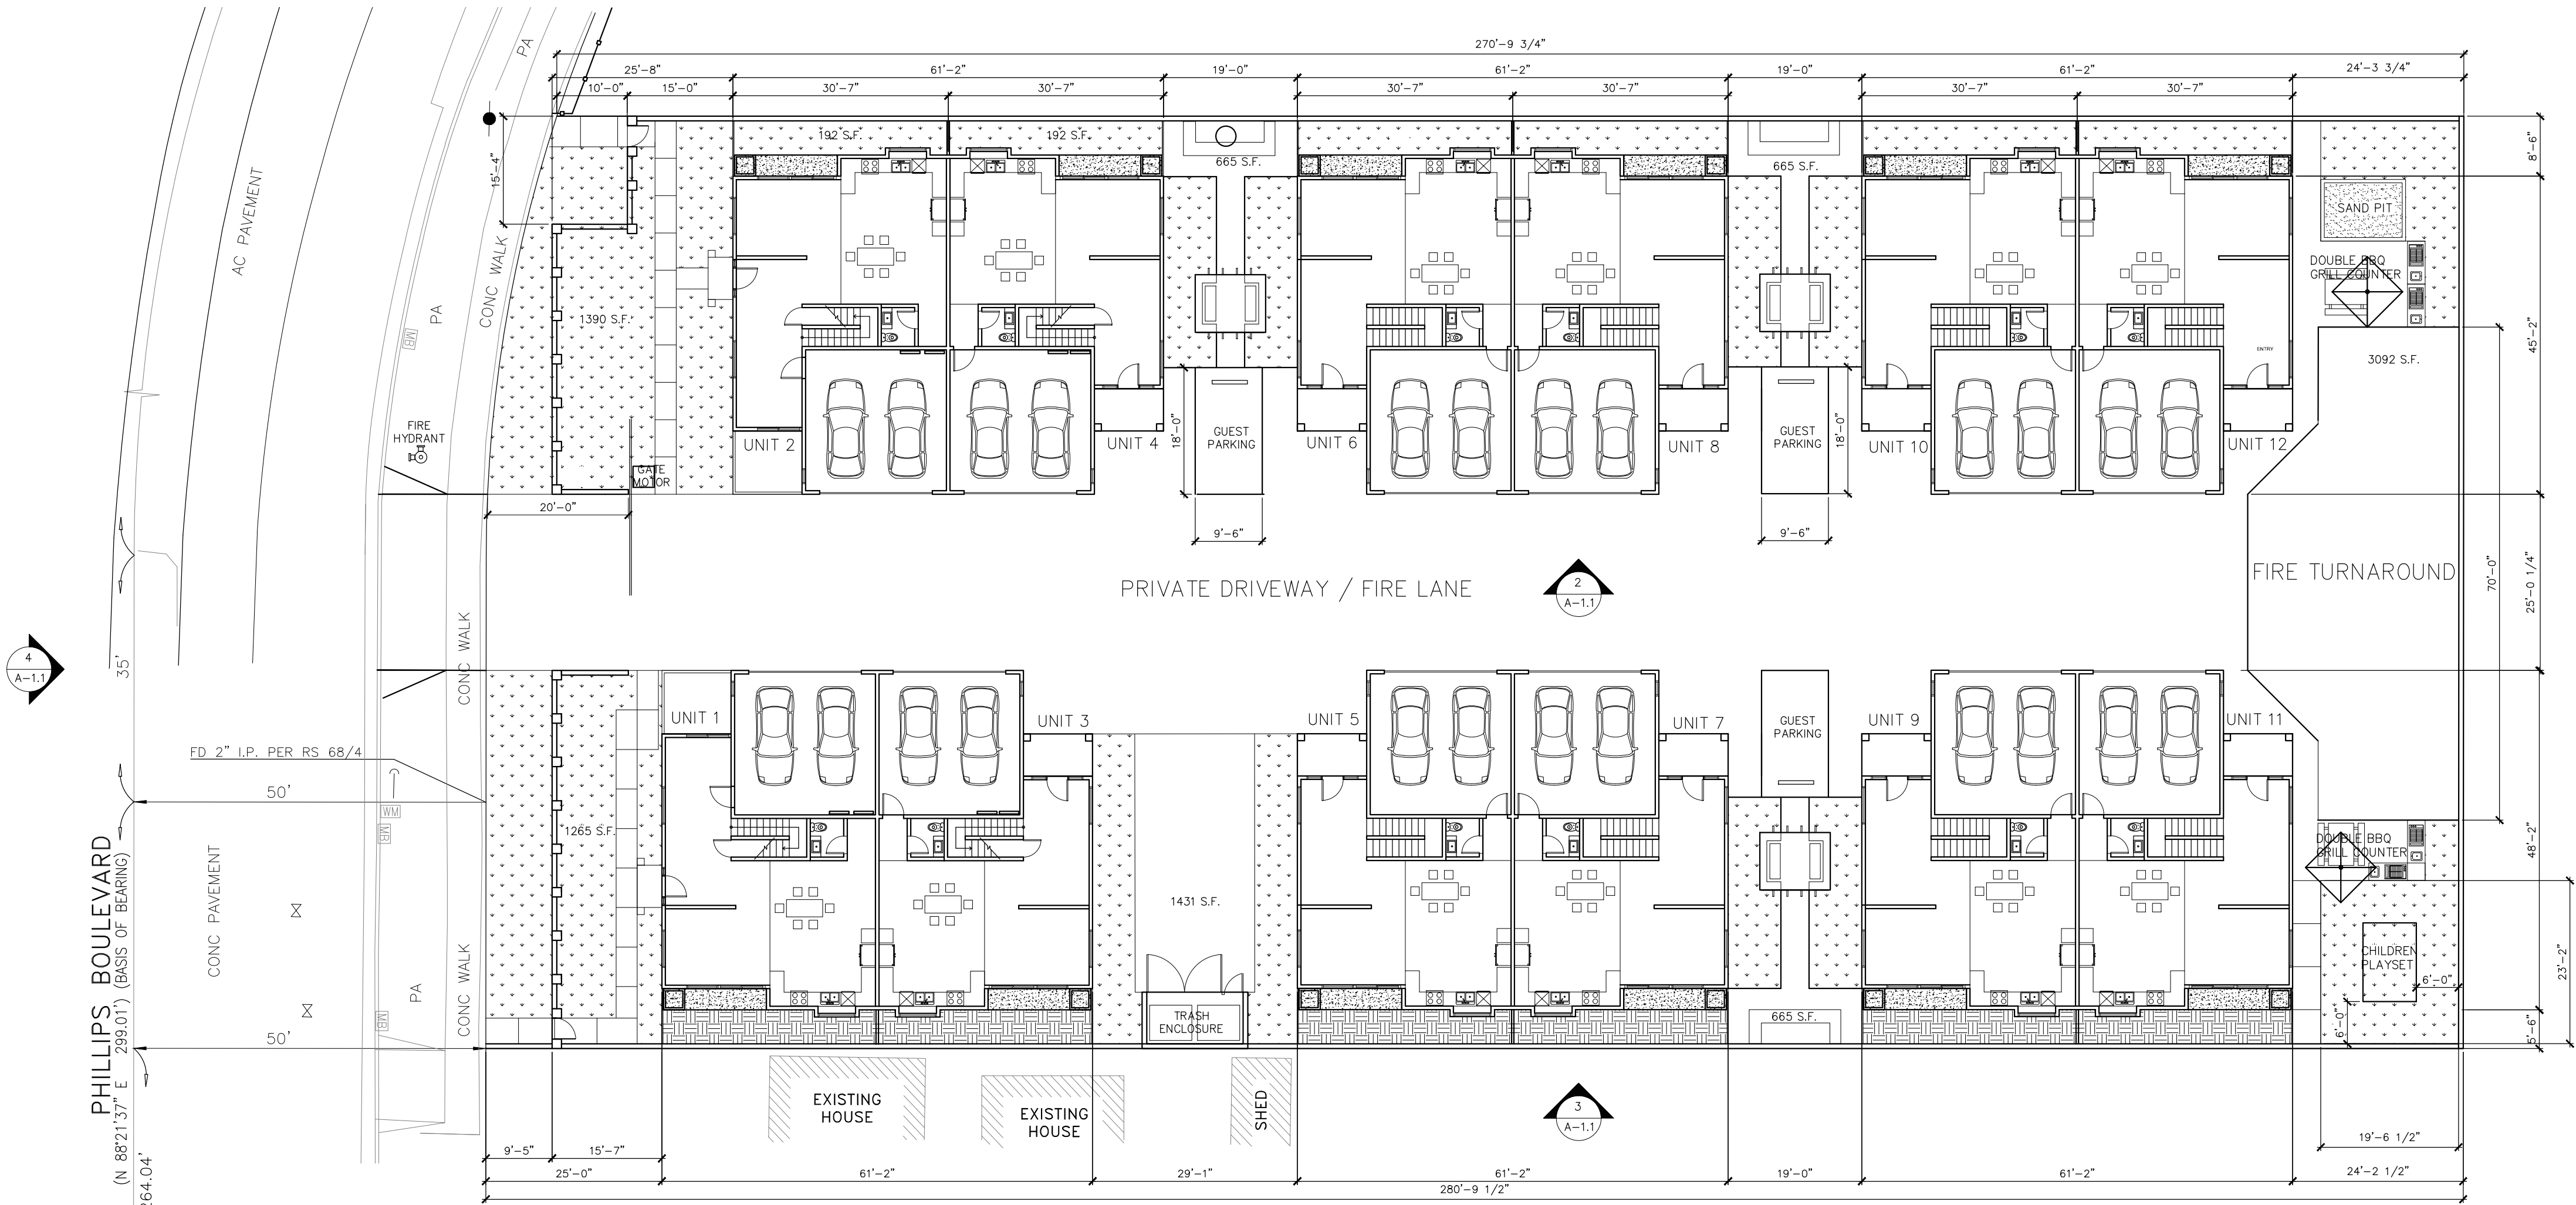 270'-9 3/4"
25'-8"
61'-2"
19'-0"
61'-2"
19'-0"
61'-2"
24'-3 3/4"
10'-0"
15'-0"
30'-7"
30'-7"
30'-7"
30'-7"
30'-7"
30'-7"
PA
192 S.F.
192 S.F.
8'-6"
15'-4"
665 S.F.
665 S.F.
AC PAVEMENT
SAND PIT
CONC WALK
DOUBLE BBQ
GRILL COUNTER
PA
MB
1390 S.F.
45'-2"
ENTRY
3092 S.F.
FIRE
HYDRANT
GATE
MOTOR
UNIT 2
UNIT 4
18'-0"
GUEST
PARKING
UNIT 6
UNIT 8
GUEST
PARKING
18'-0"
UNIT 10
UNIT 12
20'-0"
9'-6"
9'-6"
PRIVATE DRIVEWAY / FIRE LANE
2
A-1.1
FIRE TURNAROUND
70'-0"
25'-0 1/4"
4
A-1.1
35'
CONC WALK
UNIT 1
UNIT 3
UNIT 5
UNIT 7
GUEST
PARKING
UNIT 9
UNIT 11
FD 2" I.P. PER RS 68/4
50'
WM
MB
1265 S.F.
DOUBLE BBQ
GRILL COUNTER
48'-2"
PHILLIPS BOULEVARD
(N 88°21'37" E 299.01') (BASIS OF BEARING)
264.04'
CONC PAVEMENT
1431 S.F.
CHILDREN
PLAYSET
6'-0"
23'-2"
PA
CONC WALK
MB
TRASH
ENCLOSURE
665 S.F.
6'-0"
5'-6"
50'
EXISTING
HOUSE
EXISTING
HOUSE
SHED
3
A-1.1
9'-5"
15'-7"
19'-6 1/2"
25'-0"
61'-2"
29'-1"
61'-2"
19'-0"
61'-2"
24'-2 1/2"
280'-9 1/2"